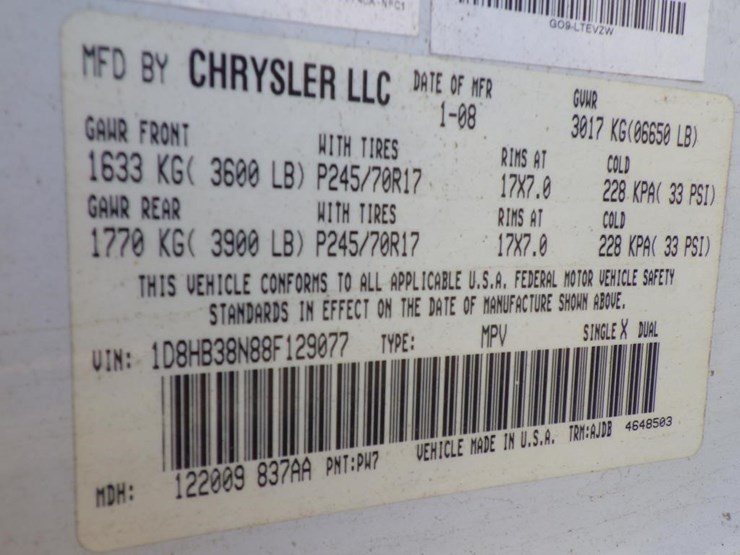 GO9-LTEVZW
MFD BY CHRYSLER LLC DATE OF MFR GVWR
1-08 3017 KG(06650 LB)
GAWR FRONT WITH TIRES RIMS AT COLD
1633 KG( 3600 LB) P245/70R17 17X7.0 228 KPA( 33 PSI)
GAWR REAR WITH TIRES RIMS AT COLD
1770 KG( 3900 LB) P245/70R17 17X7.0 228 KPA( 33 PSI)
THIS VEHICLE CONFORMS TO ALL APPLICABLE U.S.A. FEDERAL MOTOR VEHICLE SAFETY
STANDARDS IN EFFECT ON THE DATE OF MANUFACTURE SHOWN ABOVE.
VIN: 1D8HB38N88F129077 TYPE: MPV SINGLE X DUAL
MDH: 122009 837AA PNT:PW7 VEHICLE MADE IN U.S.A. TRM:AJDB 4648503